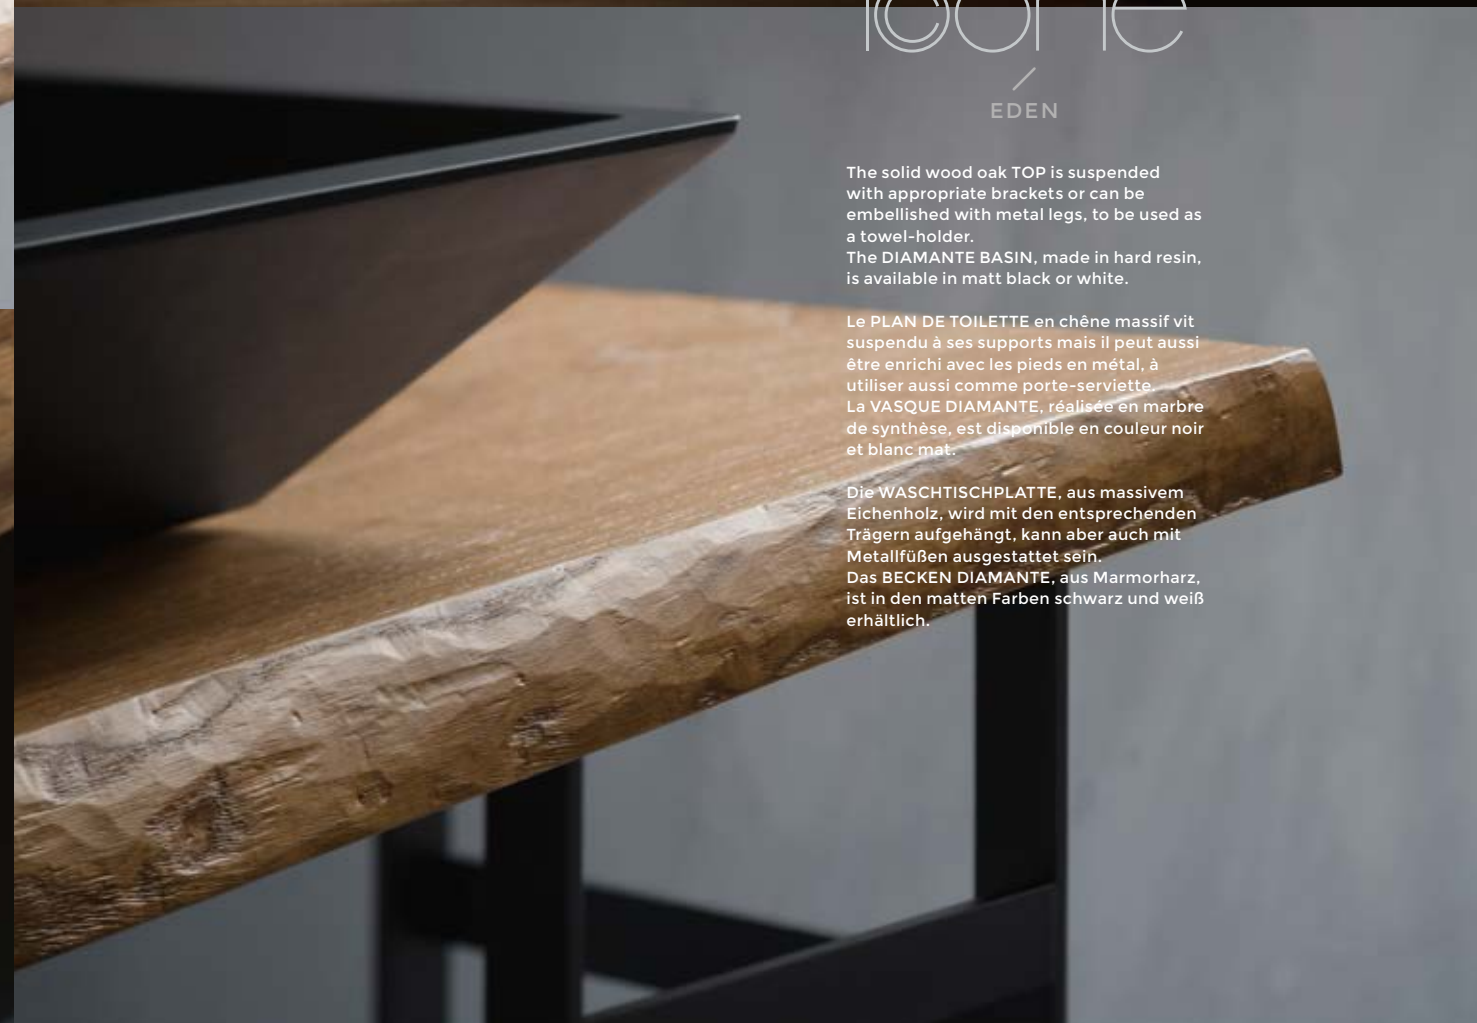 EDEN
The solid wood oak TOP is suspended
with appropriate brackets or can be
embellished with metal legs, to be used as
a towel-holder.
The DIAMANTE BASIN, made in hard resin,
is available in matt black or white.
Le PLAN DE TOILETTE en chêne massif vit
suspendu à ses supports mais il peut aussi
être enrichi avec les pieds en métal, à
utiliser aussi comme porte-serviette.
La VASQUE DIAMANTE, réalisée en marbre
de synthèse, est disponible en couleur noir
et blanc mat.
Die WASCHTISCHPLATTE, aus massivem
Eichenholz, wird mit den entsprechenden
Trägern aufgehängt, kann aber auch mit
Metallfüßen ausgestattet sein.
Das BECKEN DIAMANTE, aus Marmorharz,
ist in den matten Farben schwarz und weiß
erhältlich.